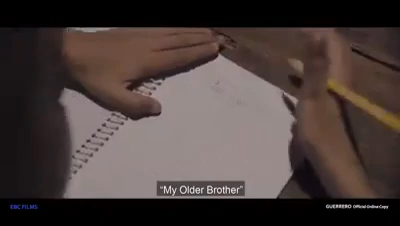 "My Older Brother"
EBC FILMS
GUERRERO Official Online Copy